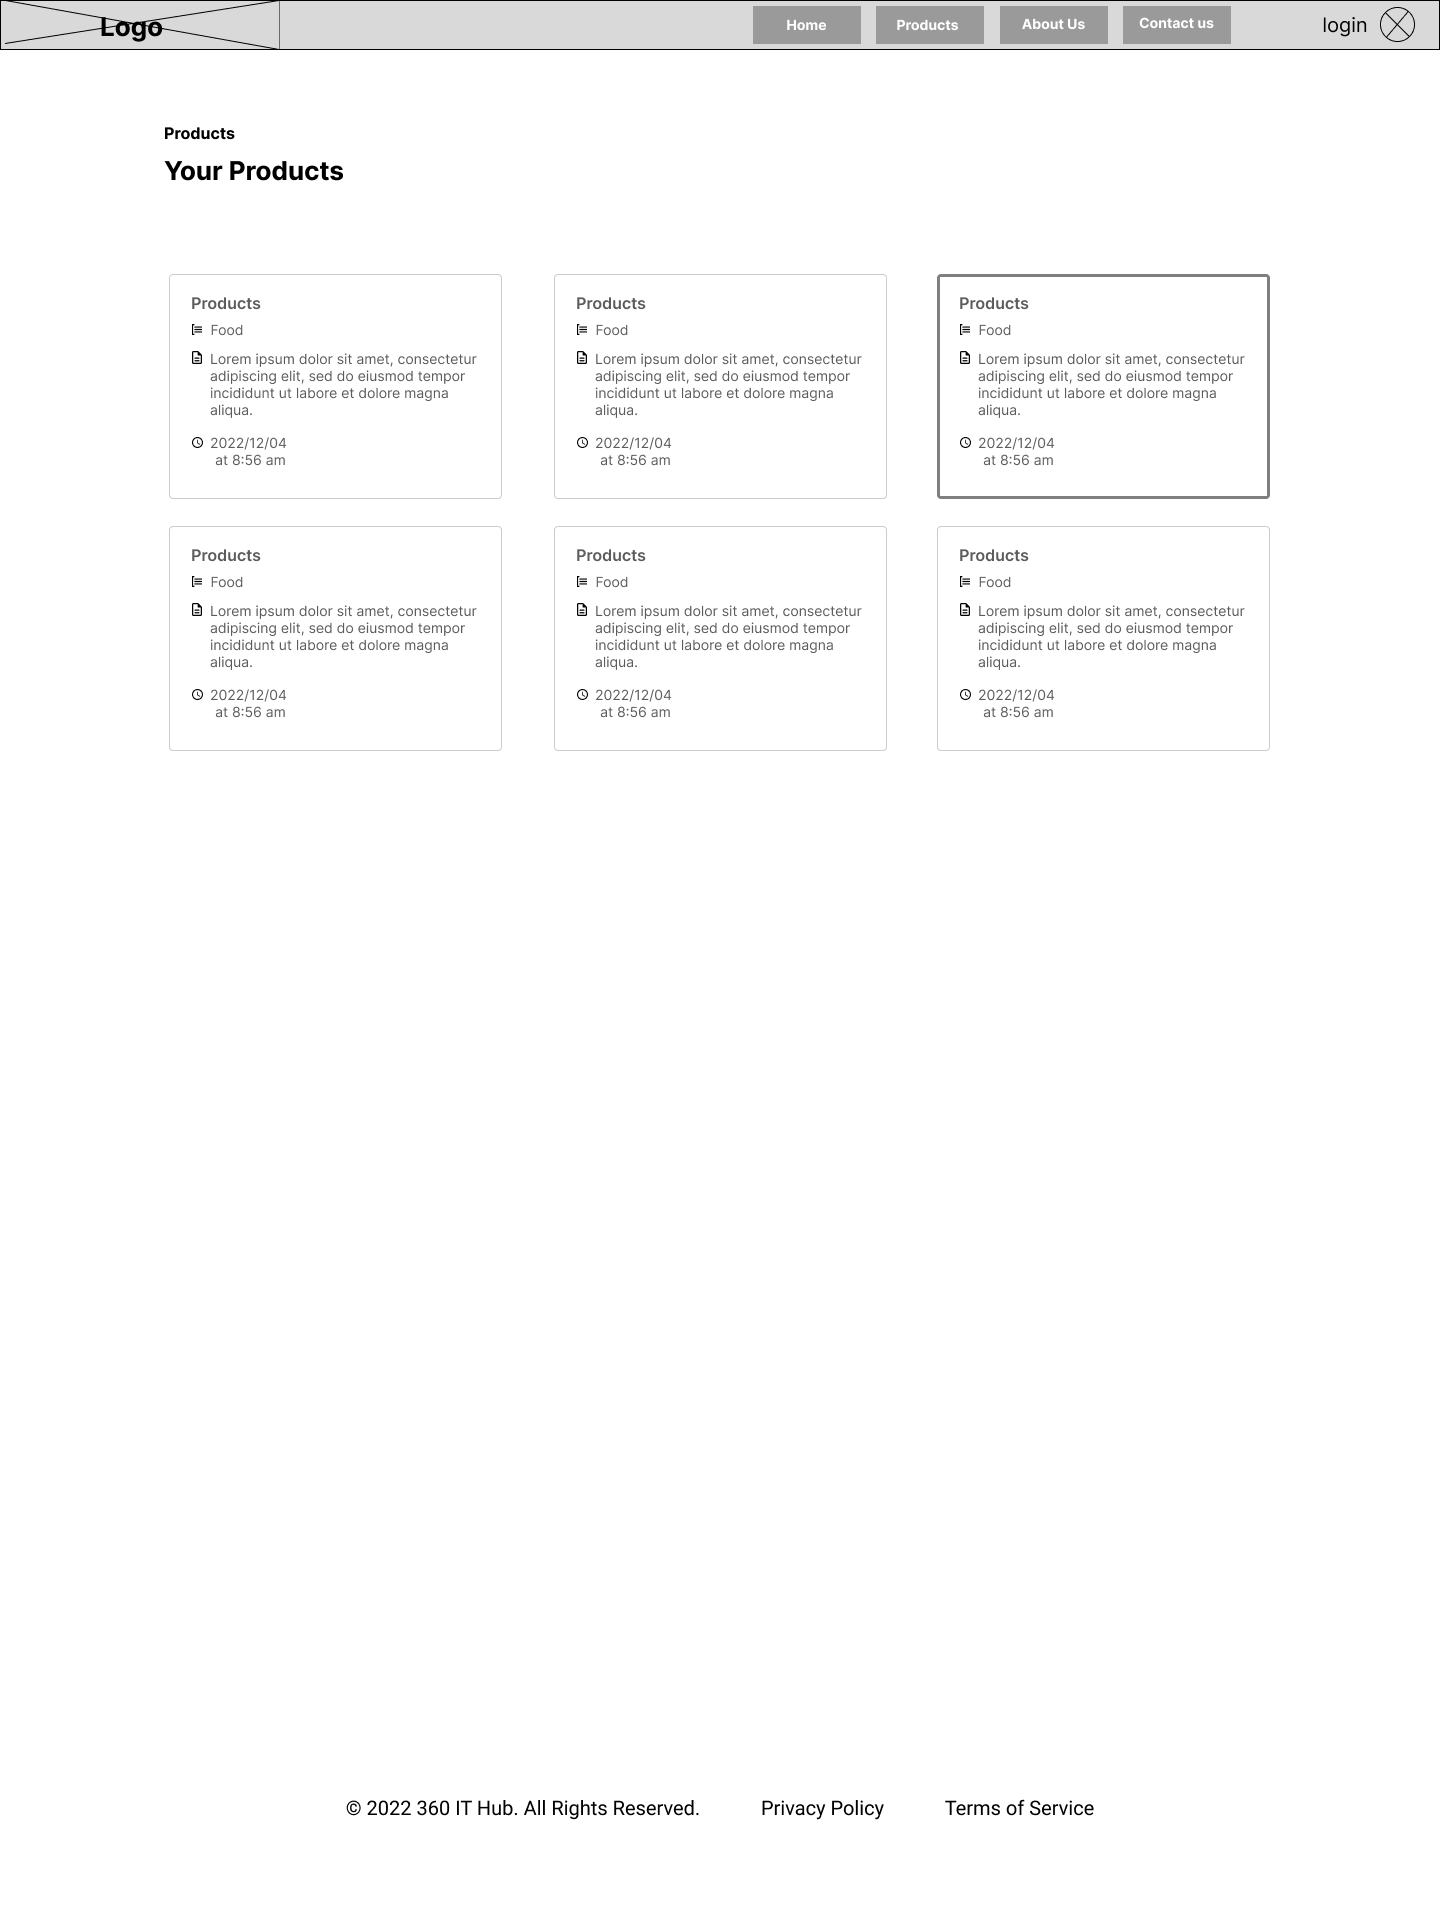 Logo
Home
Products
About Us
Contact us
login
Products
Your Products
Products
Food
Lorem ipsum dolor sit amet, consectetur
adipiscing elit, sed do eiusmod tempor
incididunt ut labore et dolore magna
aliqua.
2022/12/04
at 8:56 am
Products
Food
Lorem ipsum dolor sit amet, consectetur
adipiscing elit, sed do eiusmod tempor
incididunt ut labore et dolore magna
aliqua.
2022/12/04
at 8:56 am
Products
Food
Lorem ipsum dolor sit amet, consectetur
adipiscing elit, sed do eiusmod tempor
incididunt ut labore et dolore magna
aliqua.
2022/12/04
at 8:56 am
Products
Food
Lorem ipsum dolor sit amet, consectetur
adipiscing elit, sed do eiusmod tempor
incididunt ut labore et dolore magna
aliqua.
2022/12/04
at 8:56 am
Products
Food
Lorem ipsum dolor sit amet, consectetur
adipiscing elit, sed do eiusmod tempor
incididunt ut labore et dolore magna
aliqua.
2022/12/04
at 8:56 am
Products
Food
Lorem ipsum dolor sit amet, consectetur
adipiscing elit, sed do eiusmod tempor
incididunt ut labore et dolore magna
aliqua.
2022/12/04
at 8:56 am
© 2022 360 IT Hub. All Rights Reserved.
Privacy Policy
Terms of Service